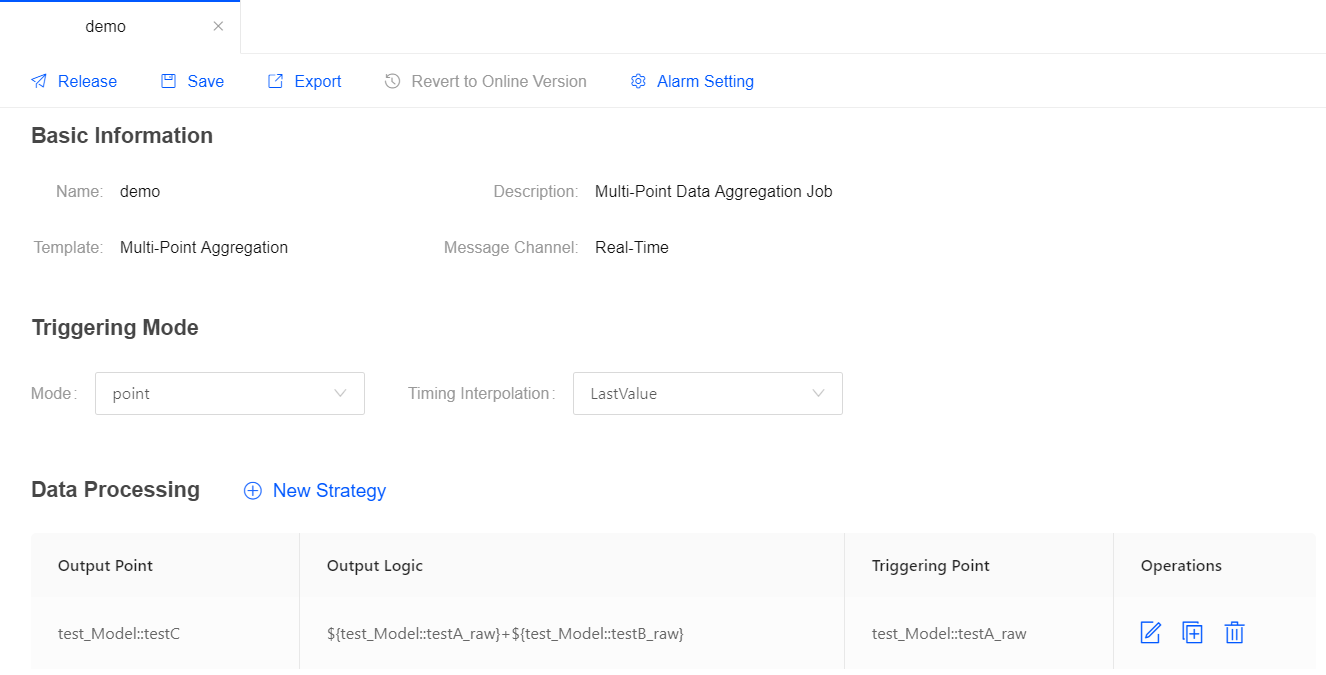 demo
Release Save Export Revert to Online Version Alarm Setting
Basic Information
Name: demo Description: Multi-Point Data Aggregation Job
Template: Multi-Point Aggregation Message Channel: Real-Time
Triggering Mode
Mode: point Timing Interpolation: LastValue
Data Processing New Strategy
Output Point Output Logic Triggering Point Operations
test_Model::testC ${test_Model::testA_raw}+${test_Model::testB_raw} test_Model::testA_raw